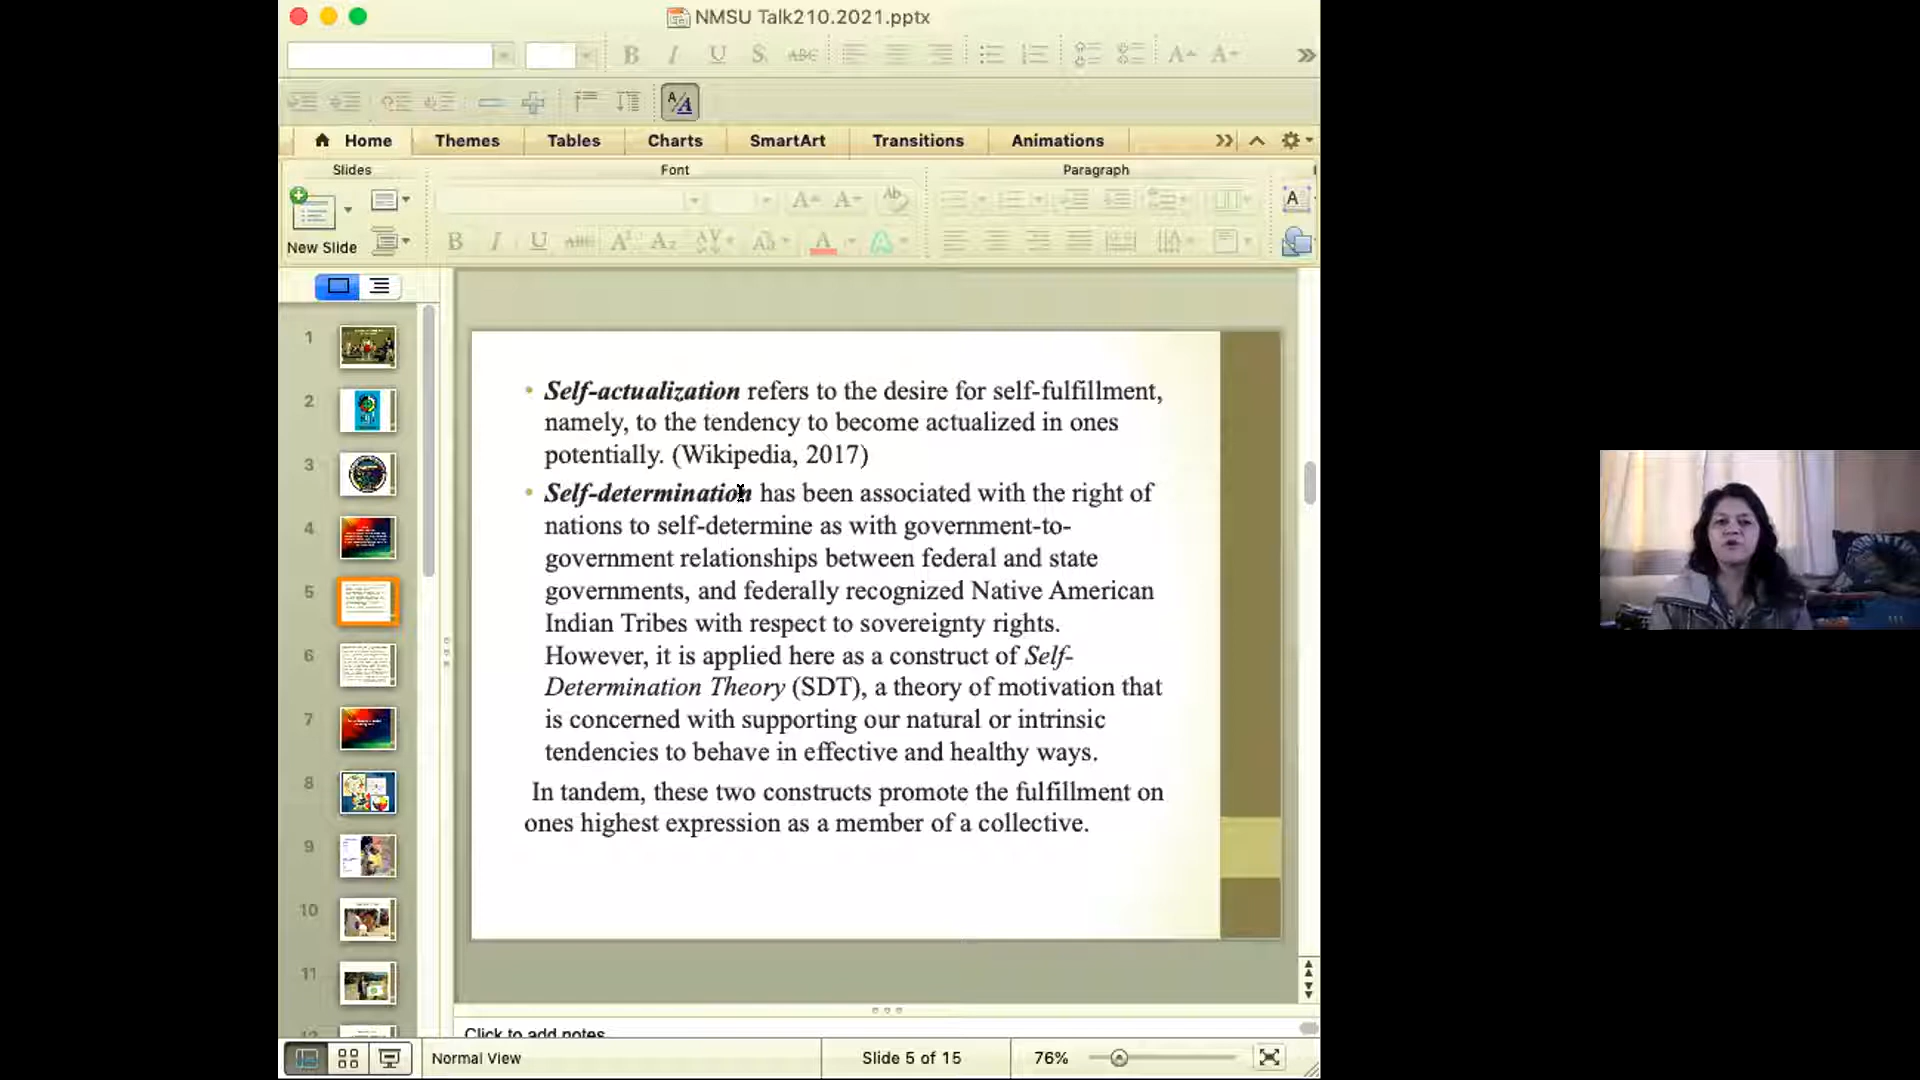 NMSU Talk210.2021.pptx
B I U S ABC
Home Themes Tables Charts SmartArt Transitions Animations
Slides Font Paragraph
New Slide
B I U ABC
1
2
3
4
5
6
7
8
9
10
11
Self-actualization refers to the desire for self-fulfillment,
namely, to the tendency to become actualized in ones
potentially. (Wikipedia, 2017)
Self-determination has been associated with the right of
nations to self-determine as with government-to-
government relationships between federal and state
governments, and federally recognized Native American
Indian Tribes with respect to sovereignty rights.
However, it is applied here as a construct of Self-
Determination Theory (SDT), a theory of motivation that
is concerned with supporting our natural or intrinsic
tendencies to behave in effective and healthy ways.
In tandem, these two constructs promote the fulfillment on
ones highest expression as a member of a collective.
Click to add notes
Normal View Slide 5 of 15 76%